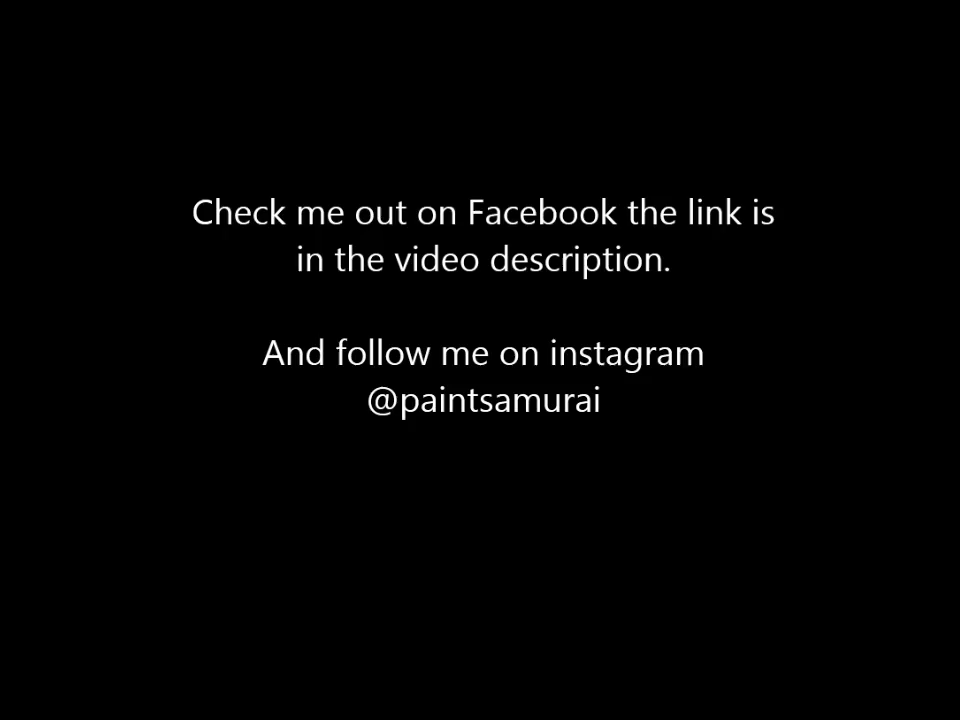 Check me out on Facebook the link is
in the video description.
And follow me on instagram
@paintsamurai